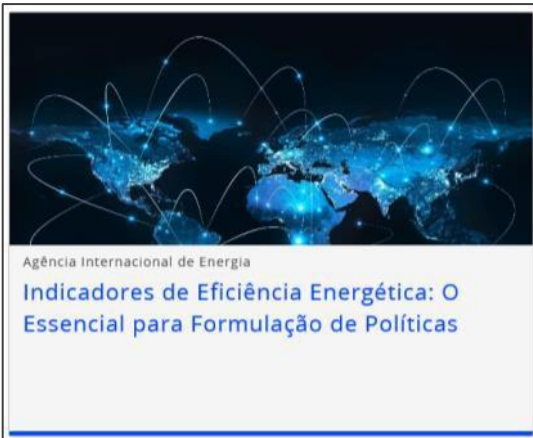 Agência Internacional de Energia
Indicadores de Eficiência Energética: O
Essencial para Formulação de Políticas